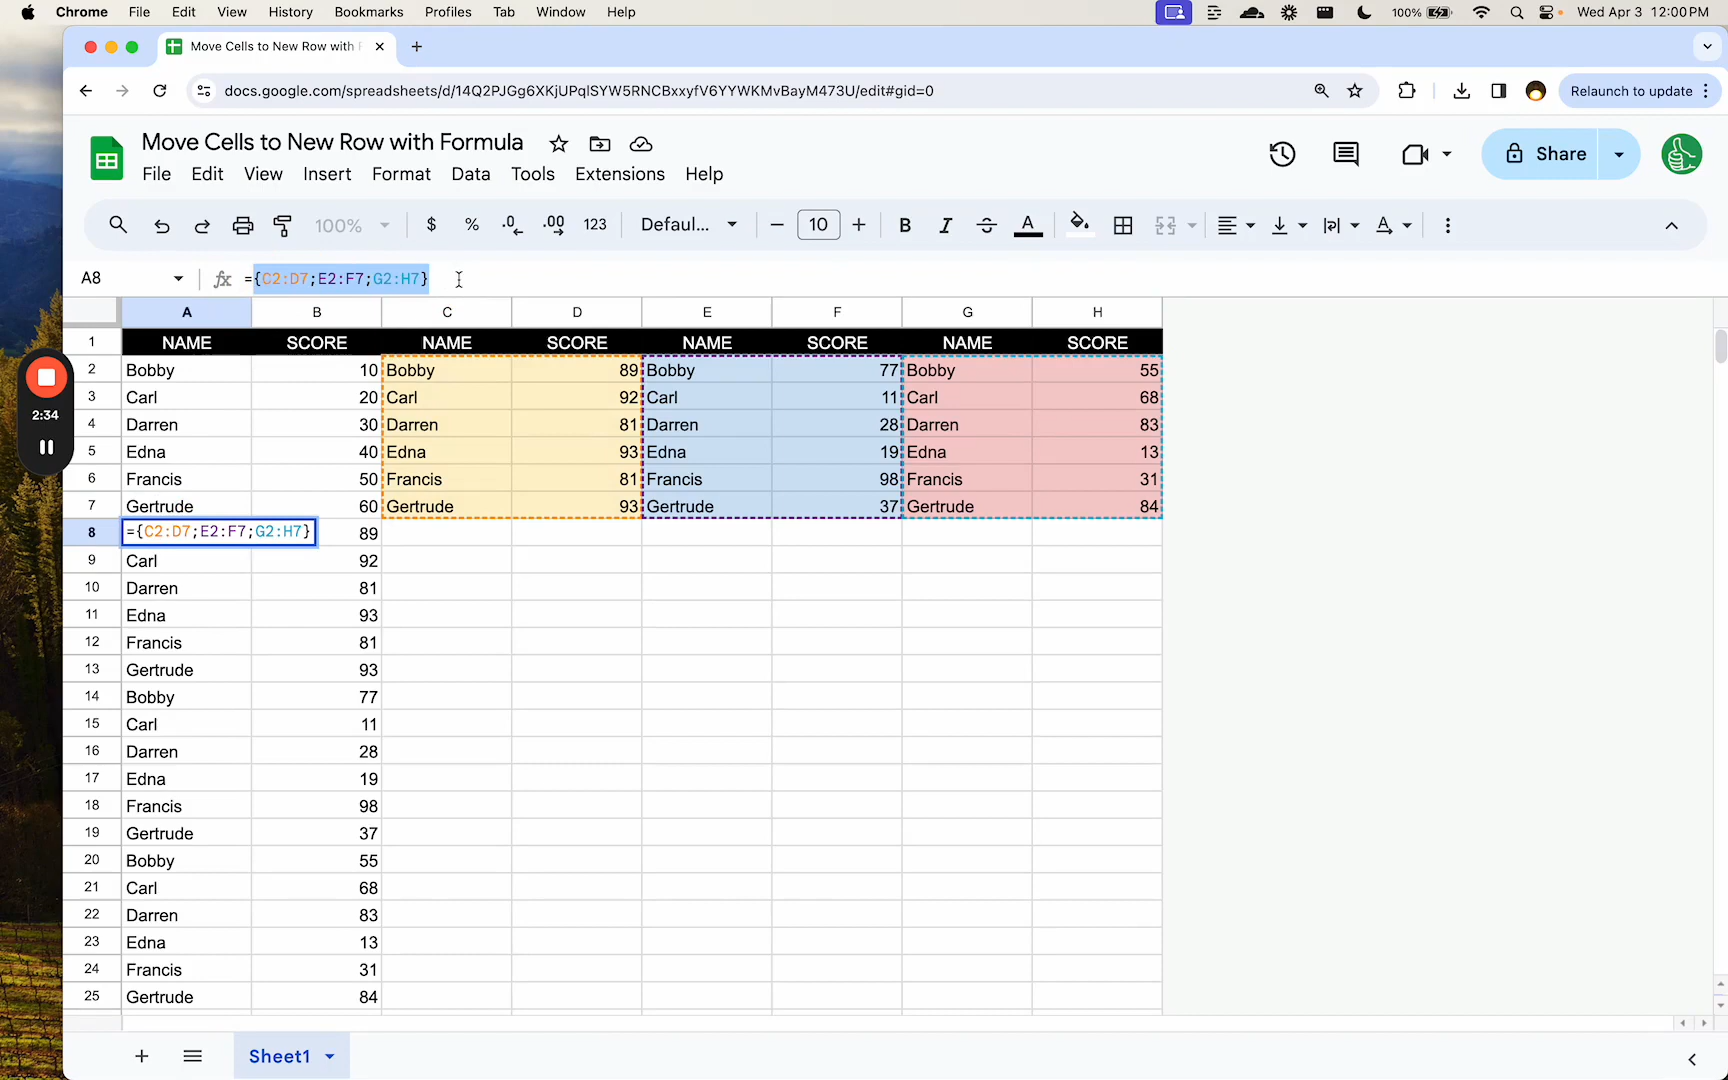 Chrome File Edit View History Bookmarks Profiles Tab Window Help 100% Wed Apr 3 12:00 PM
Move Cells to New Row with F
docs.google.com/spreadsheets/d/14Q2PJGg6XKjUPqlSYW5RNCBxxyfV6YYWKMvBayM473U/edit#gid=0 Relaunch to update
Move Cells to New Row with Formula Share
File Edit View Insert Format Data Tools Extensions Help
100% $ % .0 .00 123 Defaul... − 10 + B I S A
A8 fx ={C2:D7;E2:F7;G2:H7}
A B C D E F G H
1 NAME SCORE NAME SCORE NAME SCORE NAME SCORE
2 Bobby 10 Bobby 89 Bobby 77 Bobby 55
3 Carl 20 Carl 92 Carl 11 Carl 68
4 Darren 30 Darren 81 Darren 28 Darren 83
5 Edna 40 Edna 93 Edna 19 Edna 13
6 Francis 50 Francis 81 Francis 98 Francis 31
7 Gertrude 60 Gertrude 93 Gertrude 37 Gertrude 84
8 ={C2:D7;E2:F7;G2:H7} 89
9 Carl 92
10 Darren 81
11 Edna 93
12 Francis 81
13 Gertrude 93
14 Bobby 77
15 Carl 11
16 Darren 28
17 Edna 19
18 Francis 98
19 Gertrude 37
20 Bobby 55
21 Carl 68
22 Darren 83
23 Edna 13
24 Francis 31
25 Gertrude 84
2:34
Sheet1